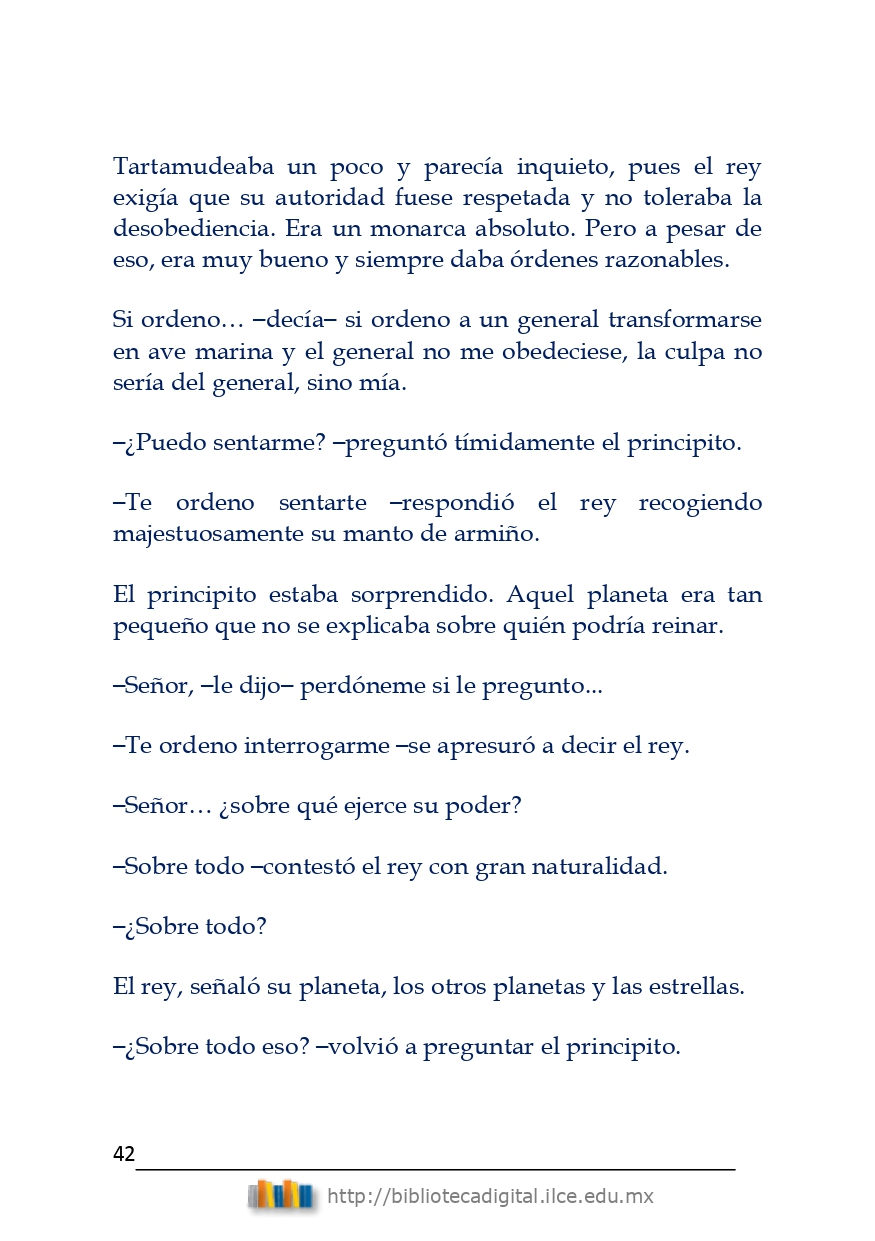 Tartamudeaba un poco y parecía inquieto, pues el rey
exigía que su autoridad fuese respetada y no toleraba la
desobediencia. Era un monarca absoluto. Pero a pesar de
eso, era muy bueno y siempre daba órdenes razonables.
Si ordeno… –decía– si ordeno a un general transformarse
en ave marina y el general no me obedeciese, la culpa no
sería del general, sino mía.
–¿Puedo sentarme? –preguntó tímidamente el principito.
–Te ordeno sentarte –respondió el rey recogiendo
majestuosamente su manto de armiño.
El principito estaba sorprendido. Aquel planeta era tan
pequeño que no se explicaba sobre quién podría reinar.
–Señor, –le dijo– perdóneme si le pregunto...
–Te ordeno interrogarme –se apresuró a decir el rey.
–Señor… ¿sobre qué ejerce su poder?
–Sobre todo –contestó el rey con gran naturalidad.
–¿Sobre todo?
El rey, señaló su planeta, los otros planetas y las estrellas.
–¿Sobre todo eso? –volvió a preguntar el principito.
42
http://bibliotecadigital.ilce.edu.mx